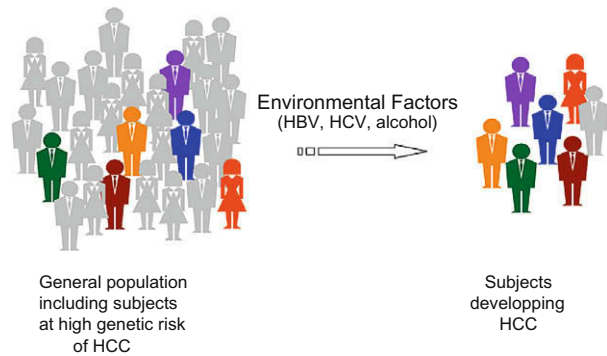 Environmental Factors
(HBV, HCV, alcohol)
General population
including subjects
at high genetic risk
of HCC
Subjects
developping
HCC